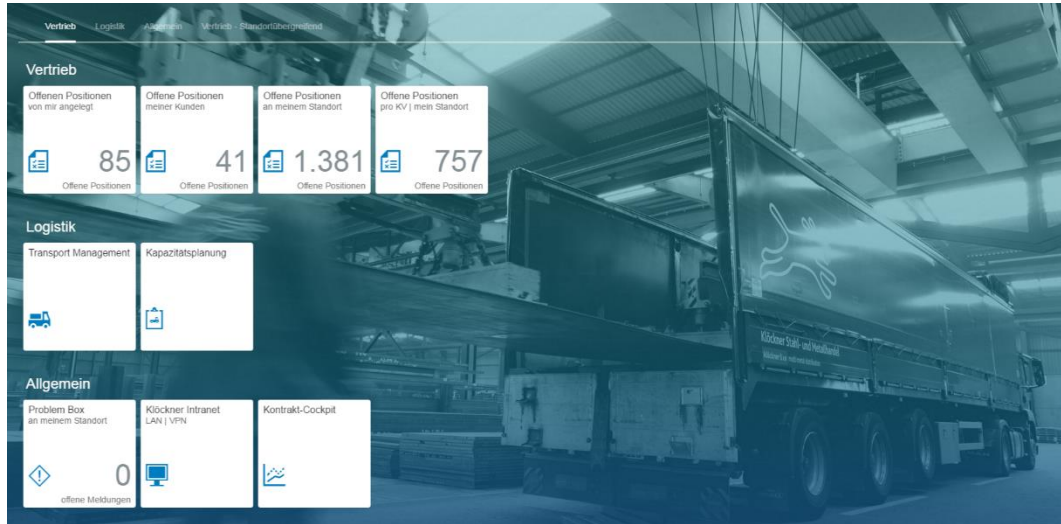 Vertrieb Logistik Allgemein Vertrieb - Standortübergreifend
Vertrieb
Offenen Positionen
von mir angelegt
85
Offene Positionen
Offene Positionen
meiner Kunden
41
Offene Positionen
Offene Positionen
an meinem Standort
1.381
Offene Positionen
Offene Positionen
pro KV | mein Standort
757
Offene Positionen
Logistik
Transport Management
Kapazitätsplanung
Allgemein
Problem Box
an meinem Standort
0
offene Meldungen
Klöckner Intranet
LAN | VPN
Kontrakt-Cockpit
Klöckner Stahl- und Metallhandel